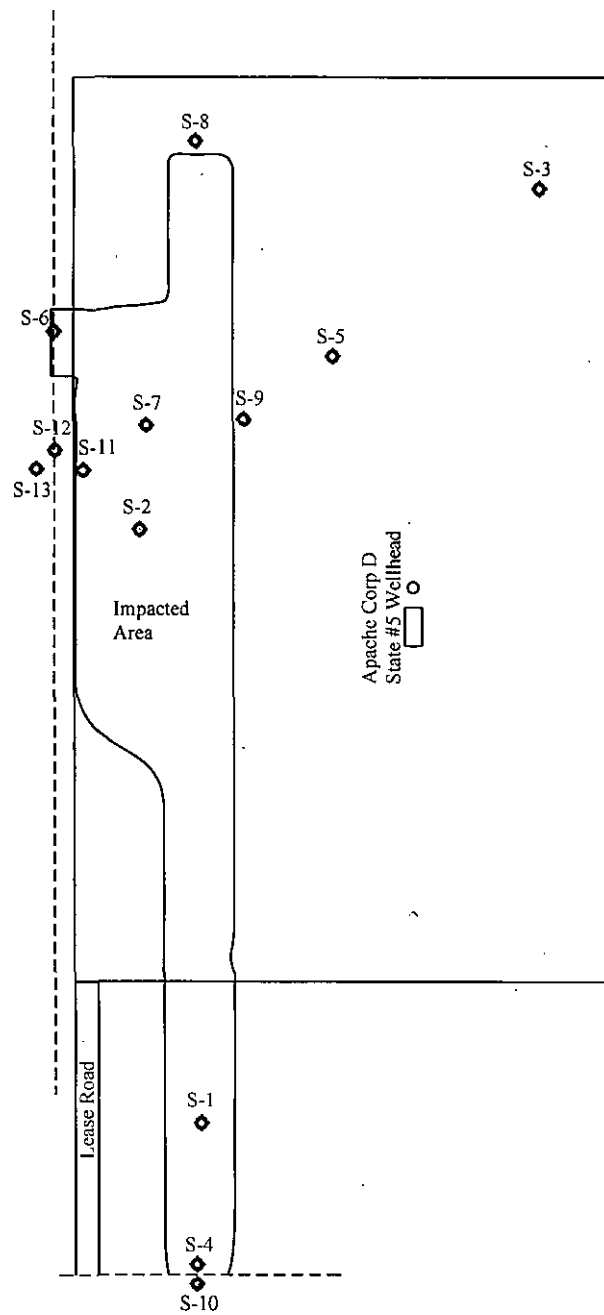 S-8
S-3
S-6
S-5
S-7
S-9
S-12
S-11
S-13
S-2
Impacted
Area
Apache Corp D
State #5 Wellhead
Lease Road
S-1
S-4
S-10